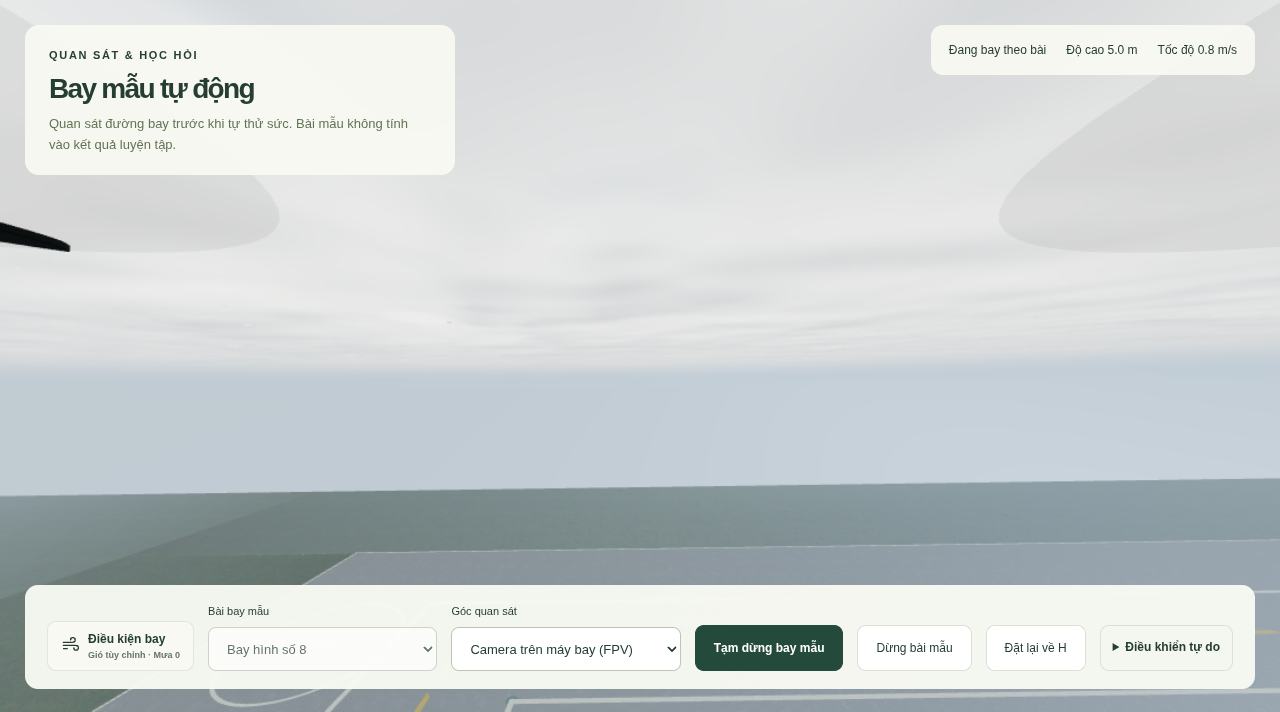 QUAN SÁT & HỌC HỎI
Bay mẫu tự động
Quan sát đường bay trước khi tự thử sức. Bài mẫu không tính
vào kết quả luyện tập.
Đang bay theo bài
Độ cao 5.0 m
Tốc độ 0.8 m/s
Điều kiện bay
Gió tùy chỉnh · Mưa 0
Bài bay mẫu
Bay hình số 8
Góc quan sát
Camera trên máy bay (FPV)
Tạm dừng bay mẫu
Dừng bài mẫu
Đặt lại về H
Điều khiển tự do